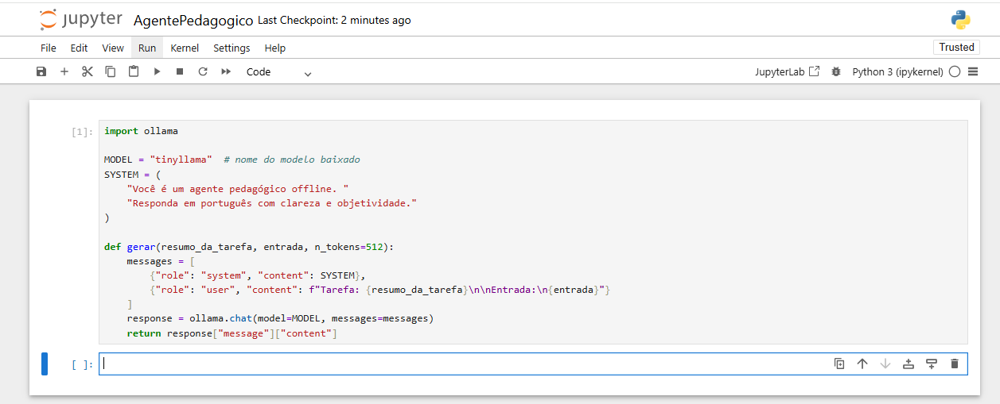 jupyter AgentePedagogico Last Checkpoint: 2 minutes ago
File Edit View Run Kernel Settings Help
Trusted
Code
JupyterLab Python 3 (ipykernel)
[1]:
import ollama
MODEL = "tinyllama"  # nome do modelo baixado
SYSTEM = (
    "Você é um agente pedagógico offline. "
    "Responda em português com clareza e objetividade."
)
def gerar(resumo_da_tarefa, entrada, n_tokens=512):
    messages = [
        {"role": "system", "content": SYSTEM},
        {"role": "user", "content": f"Tarefa: {resumo_da_tarefa}\n\nEntrada:\n{entrada}"}
    ]
    response = ollama.chat(model=MODEL, messages=messages)
    return response["message"]["content"]
[ ]: